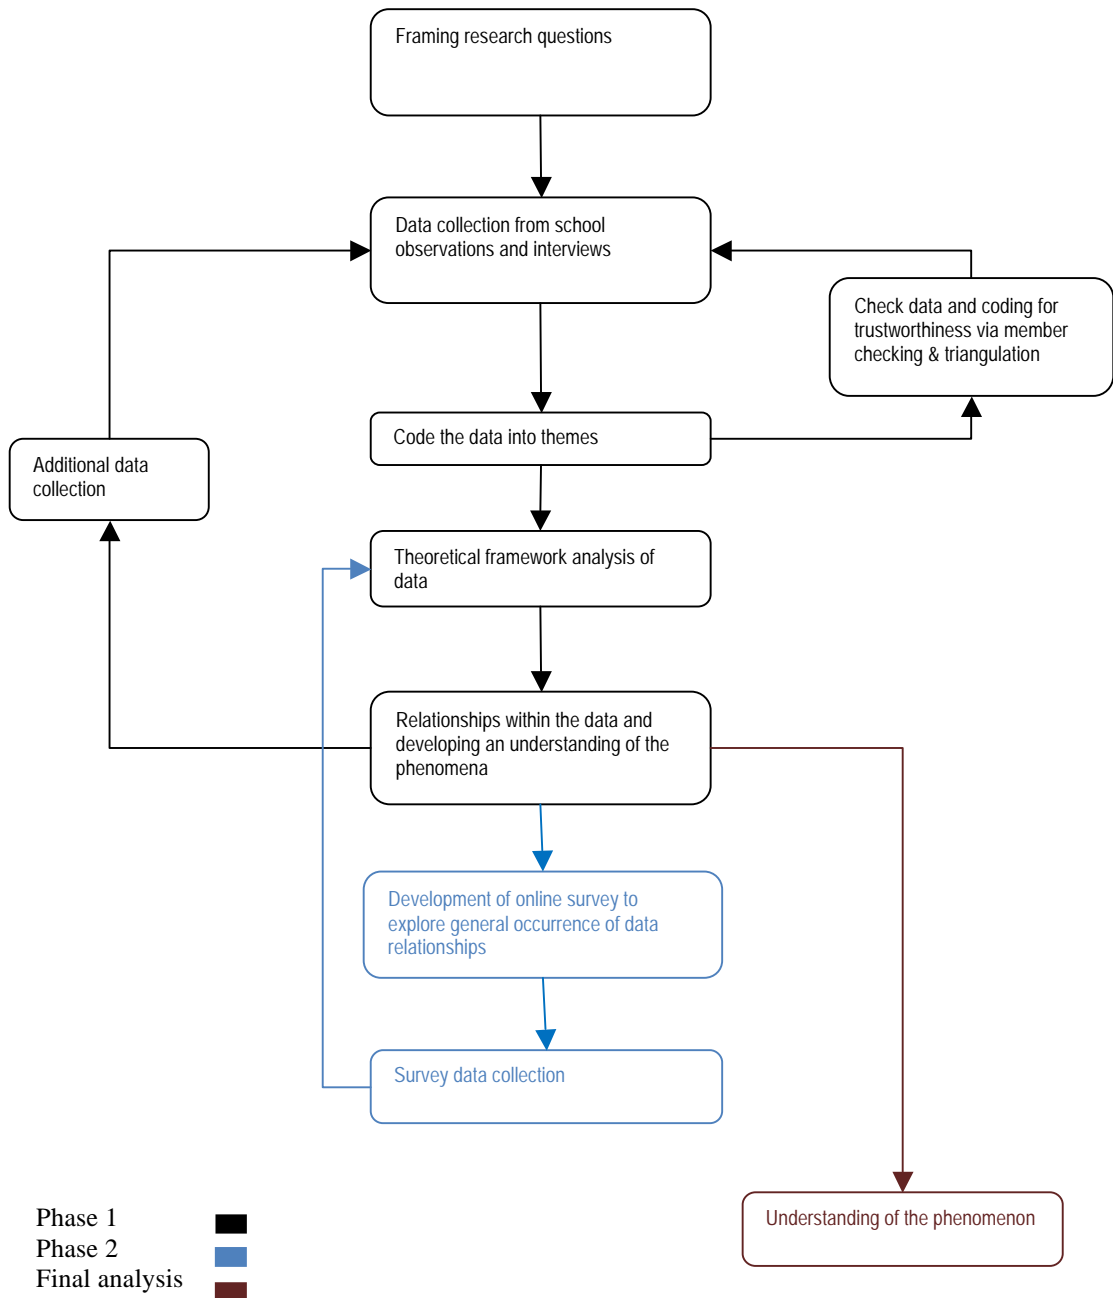 Framing research questions
Data collection from school
observations and interviews
Check data and coding for
trustworthiness via member
checking & triangulation
Code the data into themes
Additional data
collection
Theoretical framework analysis of
data
Relationships within the data and
developing an understanding of the
phenomena
Development of online survey to
explore general occurrence of data
relationships
Survey data collection
Understanding of the phenomenon
Phase 1
Phase 2
Final analysis